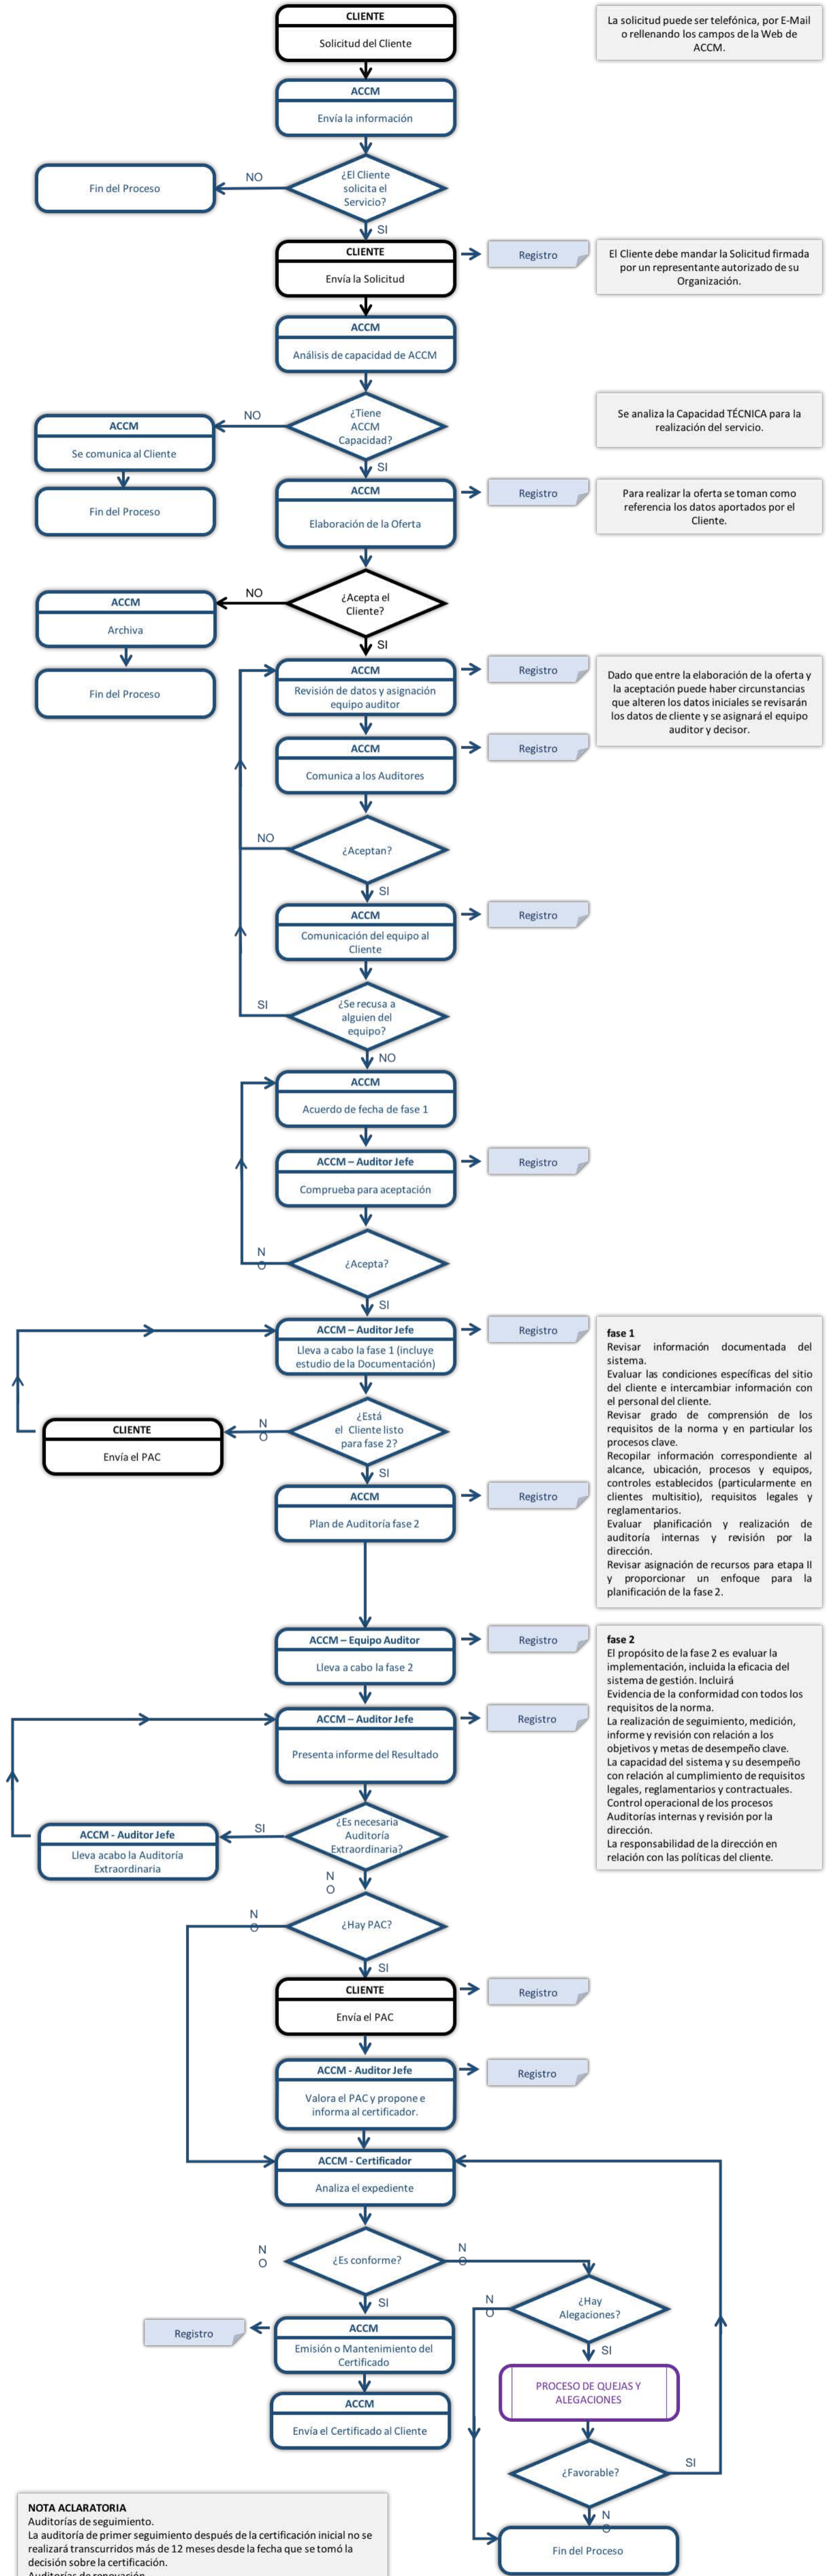 CLIENTE
Solicitud del Cliente
La solicitud puede ser telefónica, por E-Mail
o rellenando los campos de la Web de
ACCM.
ACCM
Envía la información
¿El Cliente
solicita el
Servicio?
NO
Fin del Proceso
SI
CLIENTE
Envía la Solicitud
Registro
El Cliente debe mandar la Solicitud firmada
por un representante autorizado de su
Organización.
ACCM
Análisis de capacidad de ACCM
¿Tiene
ACCM
Capacidad?
NO
ACCM
Se comunica al Cliente
Fin del Proceso
Se analiza la Capacidad TÉCNICA para la
realización del servicio.
SI
ACCM
Elaboración de la Oferta
Registro
Para realizar la oferta se toman como
referencia los datos aportados por el
Cliente.
¿Acepta el
Cliente?
NO
ACCM
Archiva
Fin del Proceso
SI
ACCM
Revisión de datos y asignación
equipo auditor
Registro
Dado que entre la elaboración de la oferta y
la aceptación puede haber circunstancias
que alteren los datos iniciales se revisarán
los datos de cliente y se asignará el equipo
auditor y decisor.
ACCM
Comunica a los Auditores
Registro
NO
¿Aceptan?
SI
ACCM
Comunicación del equipo al
Cliente
Registro
SI
¿Se recusa a
alguien del
equipo?
NO
ACCM
Acuerdo de fecha de fase 1
ACCM – Auditor Jefe
Comprueba para aceptación
Registro
N
O
¿Acepta?
SI
ACCM – Auditor Jefe
Lleva a cabo la fase 1 (incluye
estudio de la Documentación)
Registro
fase 1
Revisar información documentada del
sistema.
Evaluar las condiciones específicas del sitio
del cliente e intercambiar información con
el personal del cliente.
Revisar grado de comprensión de los
requisitos de la norma y en particular los
procesos clave.
Recopilar información correspondiente al
alcance, ubicación, procesos y equipos,
controles establecidos (particularmente en
clientes multisitio), requisitos legales y
reglamentarios.
Evaluar planificación y realización de
auditoría internas y revisión por la
dirección.
Revisar asignación de recursos para etapa II
y proporcionar un enfoque para la
planificación de la fase 2.
¿Está
el Cliente listo
para fase 2?
N
O
CLIENTE
Envía el PAC
SI
ACCM
Plan de Auditoría fase 2
Registro
ACCM – Equipo Auditor
Lleva a cabo la fase 2
Registro
fase 2
El propósito de la fase 2 es evaluar la
implementación, incluida la eficacia del
sistema de gestión. Incluirá
Evidencia de la conformidad con todos los
requisitos de la norma.
La realización de seguimiento, medición,
informe y revisión con relación a los
objetivos y metas de desempeño clave.
La capacidad del sistema y su desempeño
con relación al cumplimiento de requisitos
legales, reglamentarios y contractuales.
Control operacional de los procesos
Auditorías internas y revisión por la
dirección.
La responsabilidad de la dirección en
relación con las políticas del cliente.
ACCM – Auditor Jefe
Presenta informe del Resultado
Registro
¿Es necesaria
Auditoría
Extraordinaria?
SI
ACCM - Auditor Jefe
Lleva acabo la Auditoría
Extraordinaria
N
O
¿Hay PAC?
N
O
SI
CLIENTE
Envía el PAC
Registro
ACCM - Auditor Jefe
Valora el PAC y propone e
informa al certificador.
Registro
ACCM - Certificador
Analiza el expediente
N
O
¿Es conforme?
N
O
SI
¿Hay
Alegaciones?
N
O
SI
Registro
ACCM
Emisión o Mantenimiento del
Certificado
PROCESO DE QUEJAS Y
ALEGACIONES
ACCM
Envía el Certificado al Cliente
¿Favorable?
SI
N
O
Fin del Proceso
NOTA ACLARATORIA
Auditorías de seguimiento.
La auditoría de primer seguimiento después de la certificación inicial no se
realizará transcurridos más de 12 meses desde la fecha que se tomó la
decisión sobre la certificación.
Auditorías de renovación.